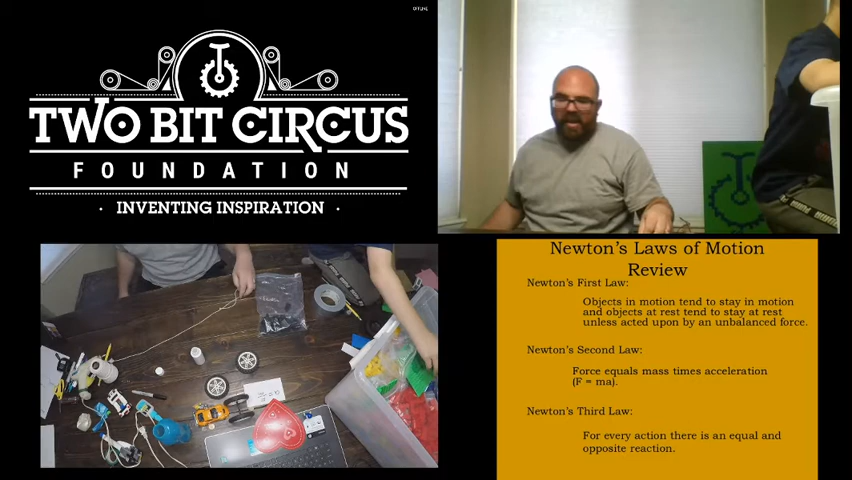 TWO BIT CIRCUS
FOUNDATION
· INVENTING INSPIRATION ·
Newton's Laws of Motion
Review
Newton's First Law:
Objects in motion tend to stay in motion
and objects at rest tend to stay at rest
unless acted upon by an unbalanced force.
Newton's Second Law:
Force equals mass times acceleration
(F = ma).
Newton's Third Law:
For every action there is an equal and
opposite reaction.